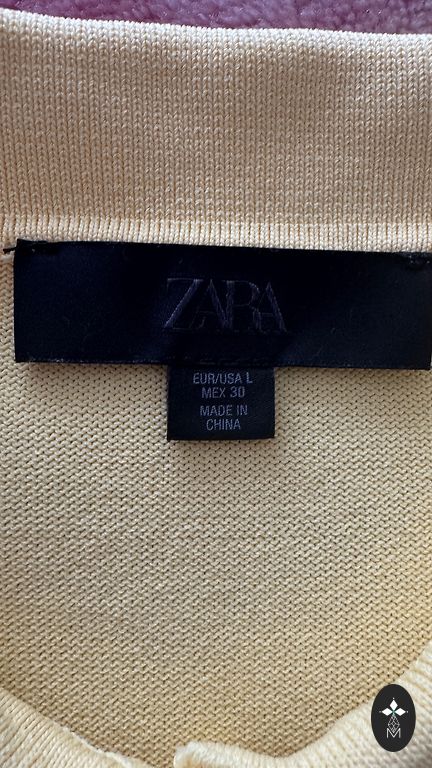 ZARA
EUR/USA L
MEX 30
MADE IN
CHINA
M